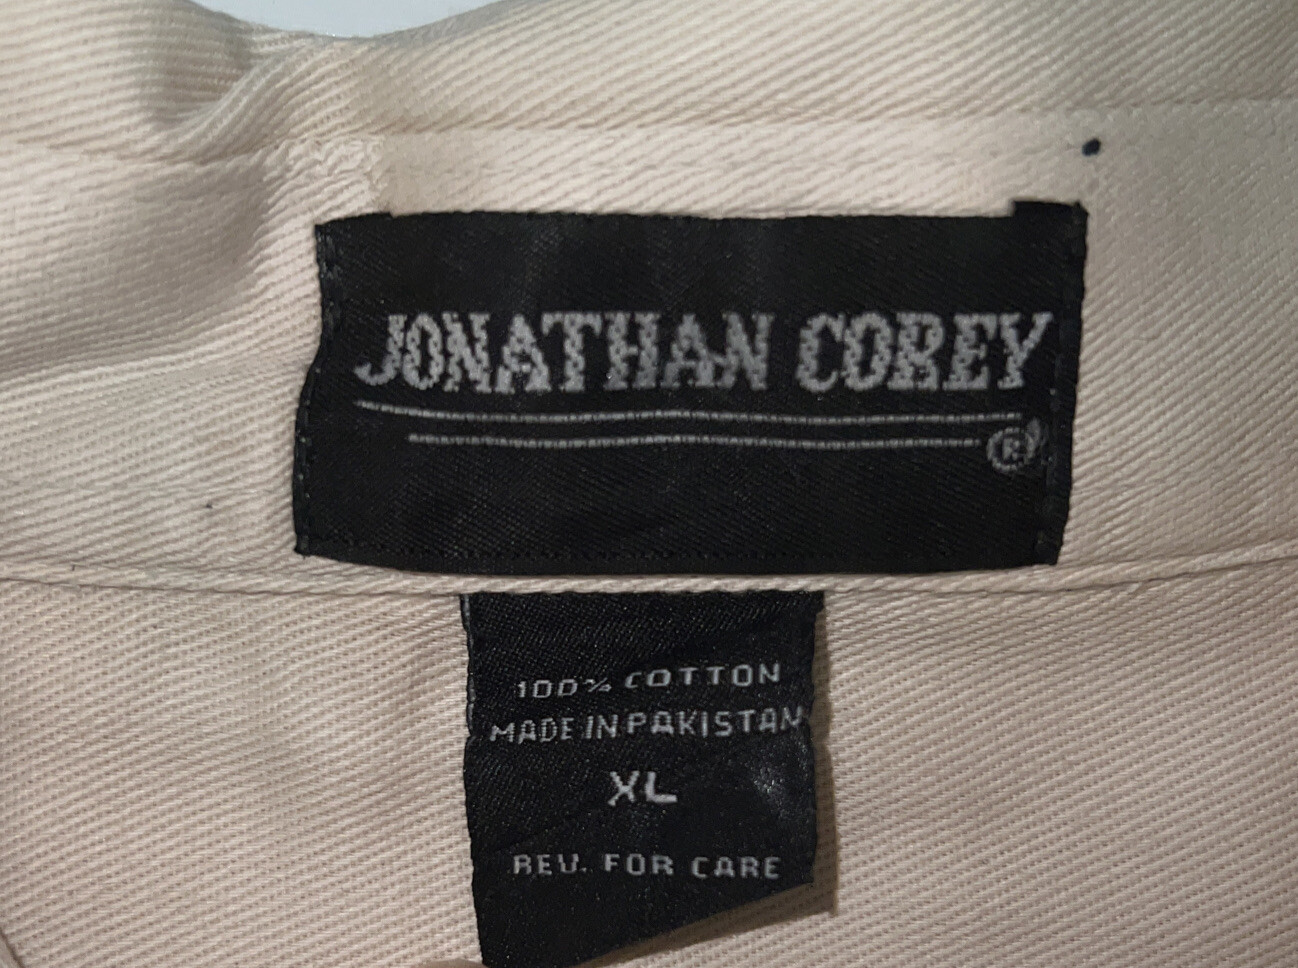 JONATHAN COREY
®
100% COTTON
MADE IN PAKISTAN
XL
REV. FOR CARE